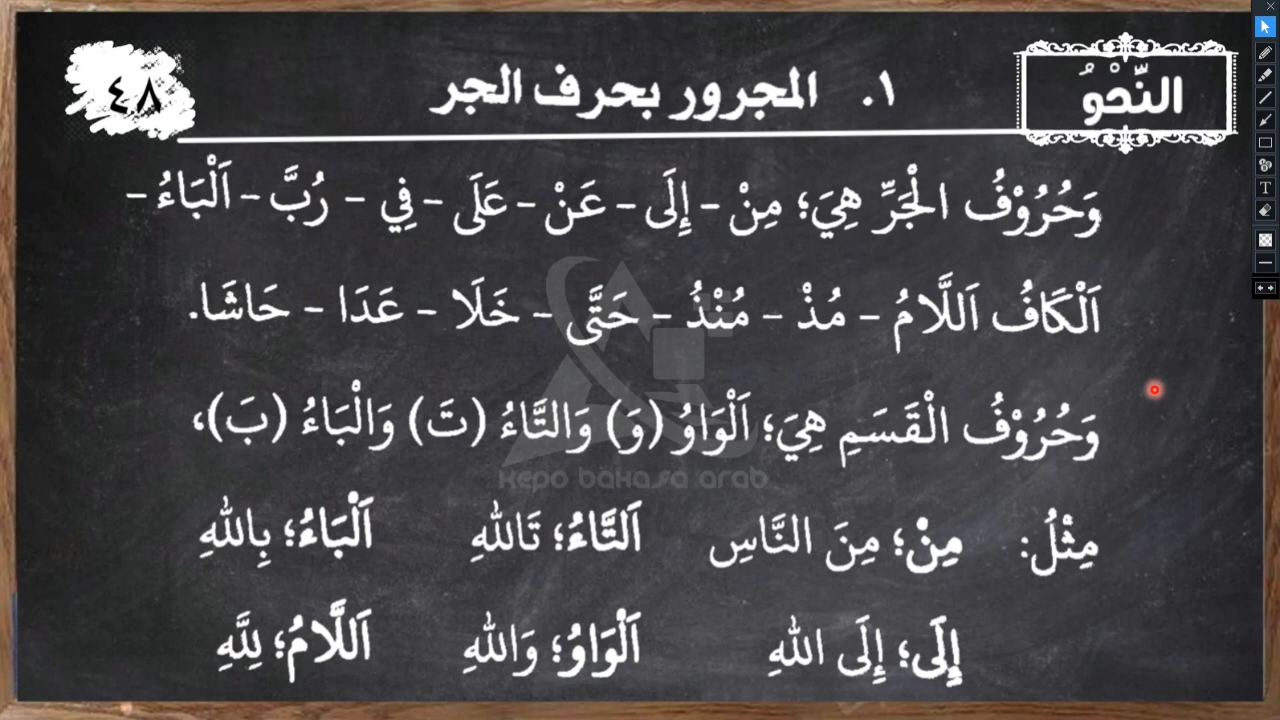 النَّحْوُ
١. المجرور بحرف الجر
٤٨
وَحُرُوْفُ الْجَرِّ هِيَ؛ مِنْ - إِلَى - عَنْ - عَلَى - فِي - رُبَّ - اَلْبَاءُ -
اَلْكَافُ اَللَّامُ - مُذْ - مُنْذُ - حَتَّى - خَلَا - عَدَا - حَاشَا.
وَحُرُوْفُ الْقَسَمِ هِيَ؛ اَلْوَاوُ (وَ) وَالتَّاءُ (تَ) وَالْبَاءُ (بَ)،
kepo bahasa arab
مِثْلُ: مِنْ؛ مِنَ النَّاسِ اَلتَّاءُ؛ تَاللهِ اَلْبَاءُ؛ بِاللهِ
إِلَى؛ إِلَى اللهِ اَلْوَاوُ؛ وَاللهِ اَللَّامُ؛ لِلَّهِ